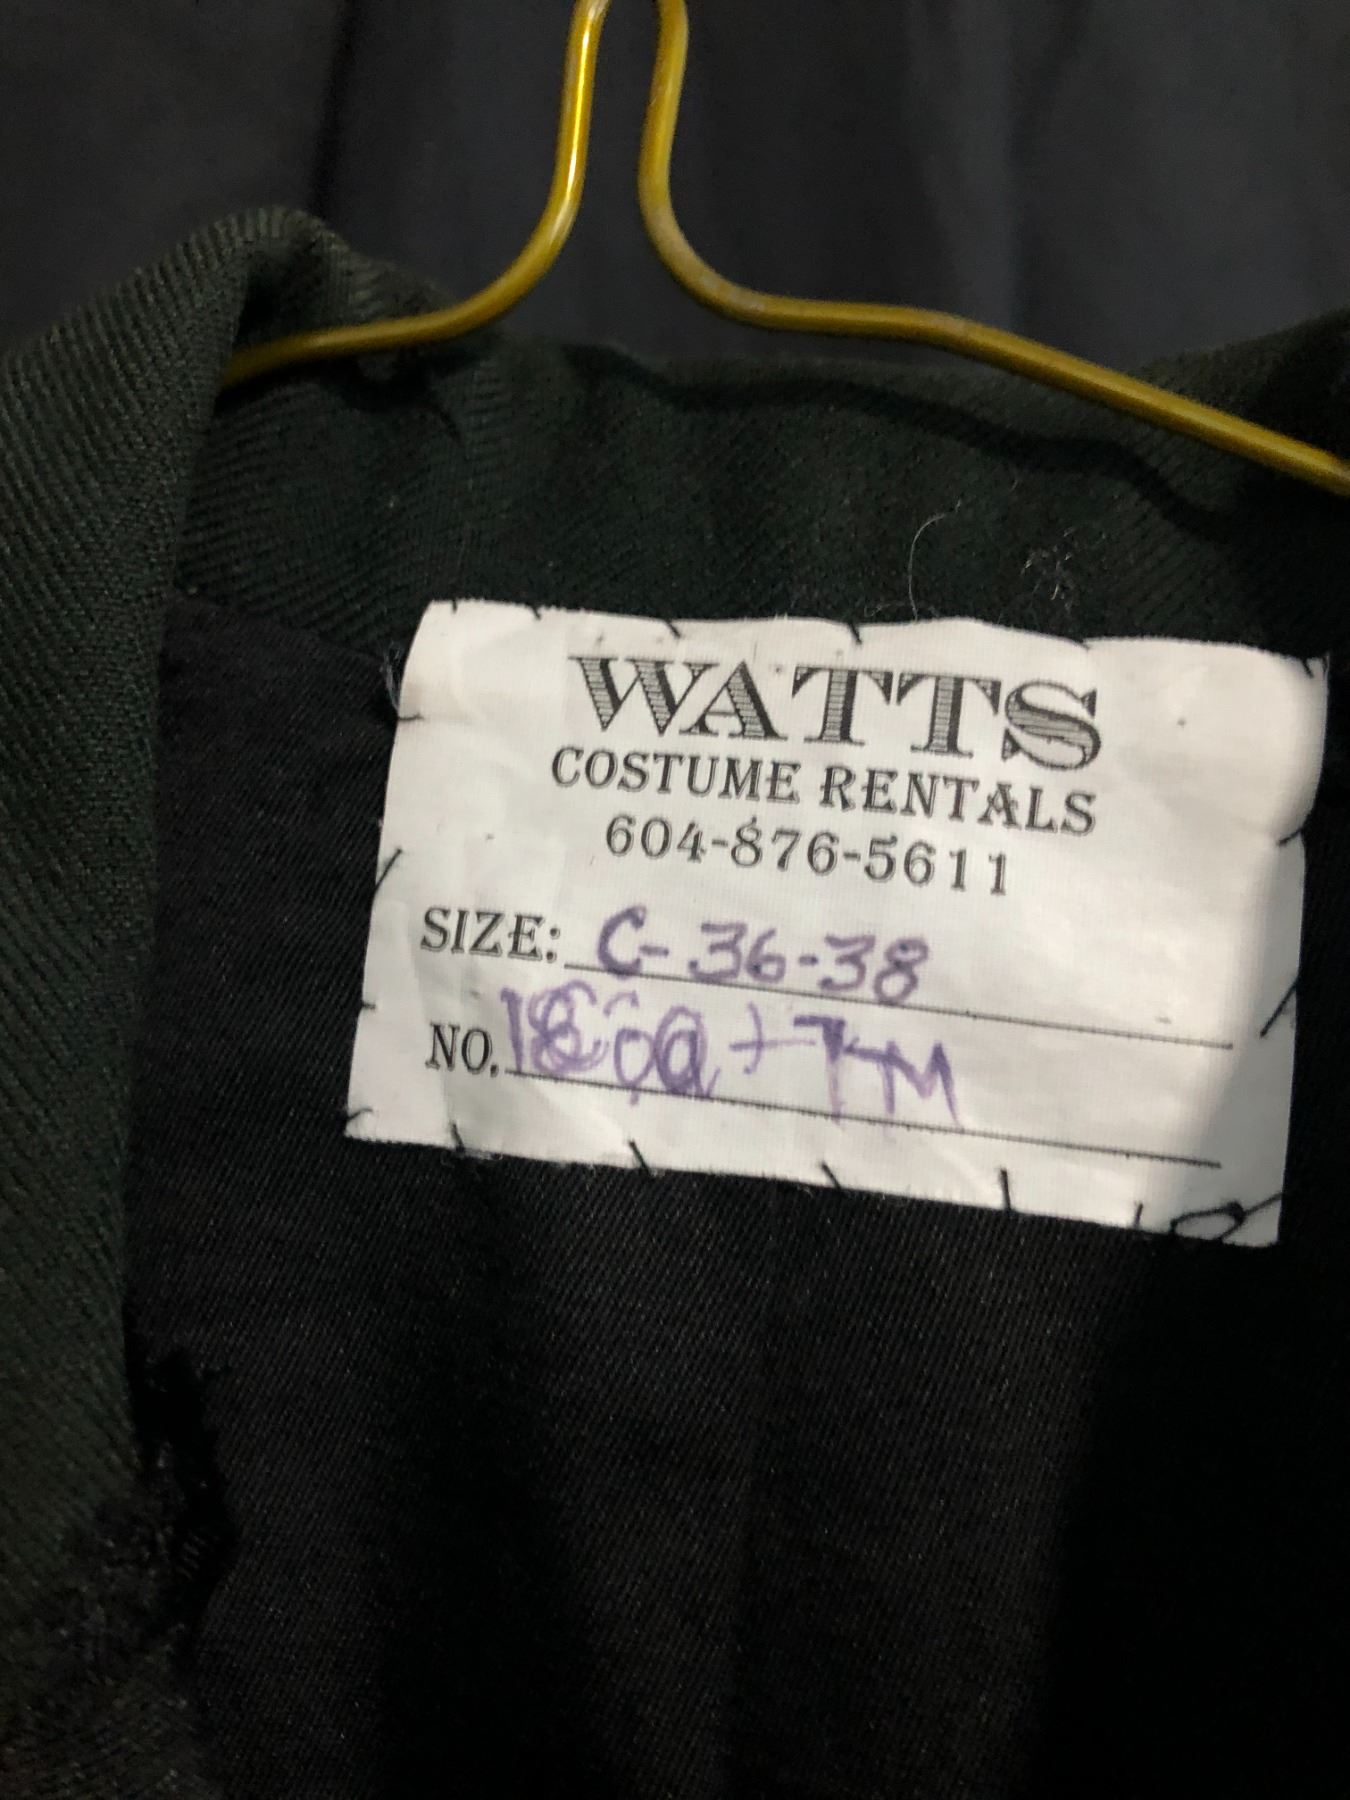 WATTS
COSTUME RENTALS
604-876-5611
SIZE: C-36-38
NO.